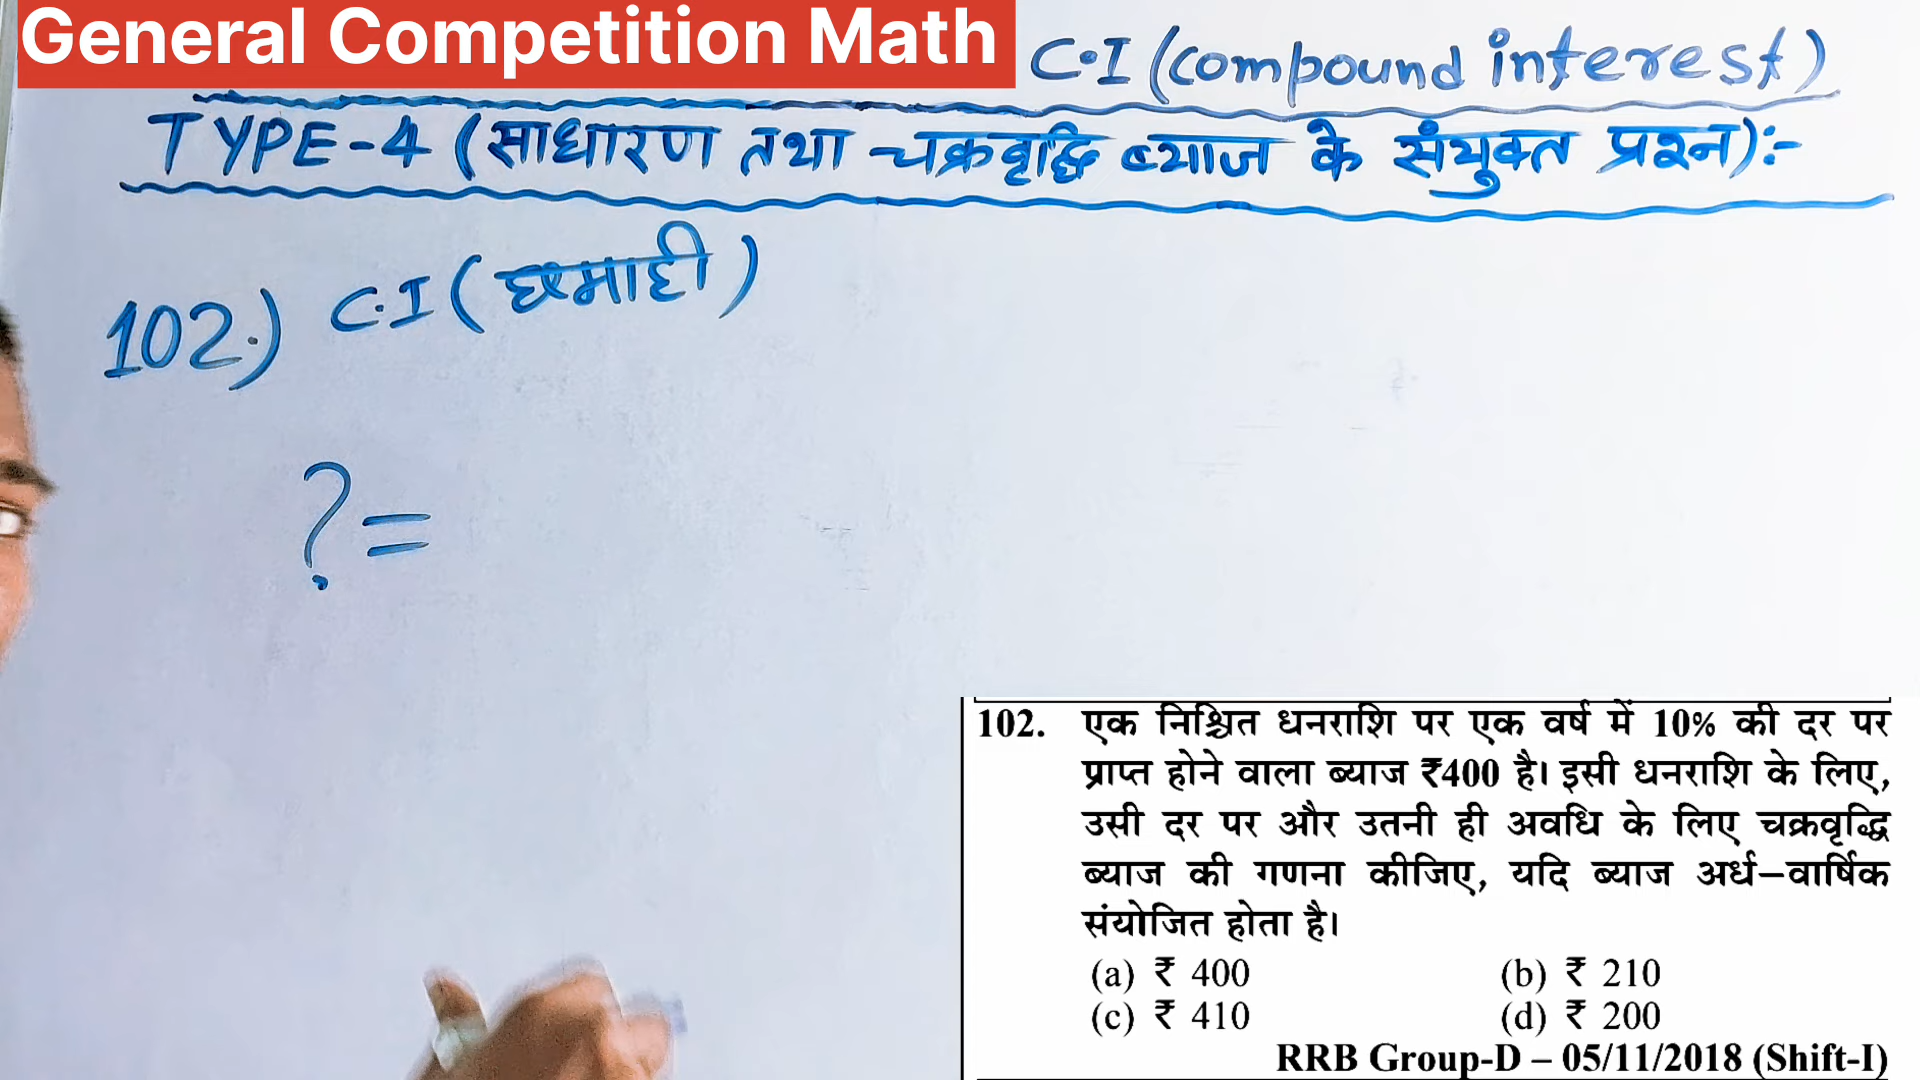 General Competition Math
C.I (compound interest)
TYPE-4 (साधारण तथा चक्रवृद्धि ब्याज के संयुक्त प्रश्न):-
102.) C.I (छमाही)
?=
102. एक निश्चित धनराशि पर एक वर्ष में 10% की दर पर
प्राप्त होने वाला ब्याज ₹400 है। इसी धनराशि के लिए,
उसी दर पर और उतनी ही अवधि के लिए चक्रवृद्धि
ब्याज की गणना कीजिए, यदि ब्याज अर्ध–वार्षिक
संयोजित होता है।
(a) ₹ 400 (b) ₹ 210
(c) ₹ 410 (d) ₹ 200
RRB Group-D – 05/11/2018 (Shift-I)